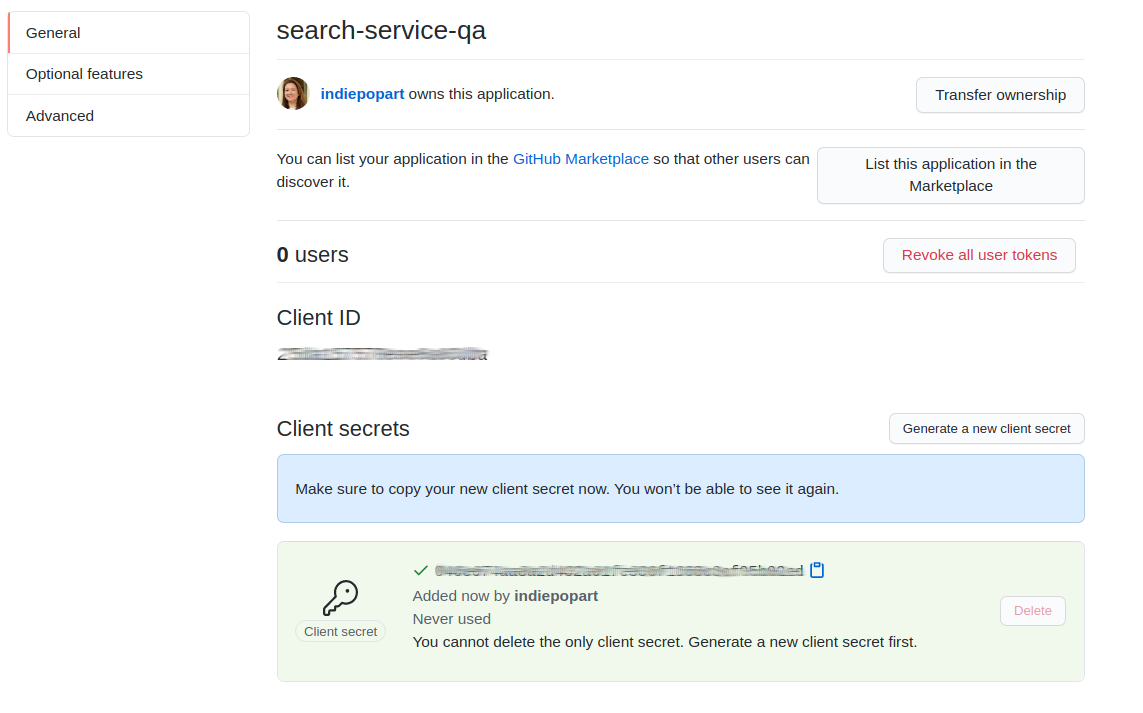 General
Optional features
Advanced
search-service-qa
indiepopart owns this application.
Transfer ownership
You can list your application in the GitHub Marketplace so that other users can
discover it.
List this application in the
Marketplace
0 users
Revoke all user tokens
Client ID
Client secrets
Generate a new client secret
Make sure to copy your new client secret now. You won’t be able to see it again.
Client secret
Added now by indiepopart
Never used
You cannot delete the only client secret. Generate a new client secret first.
Delete